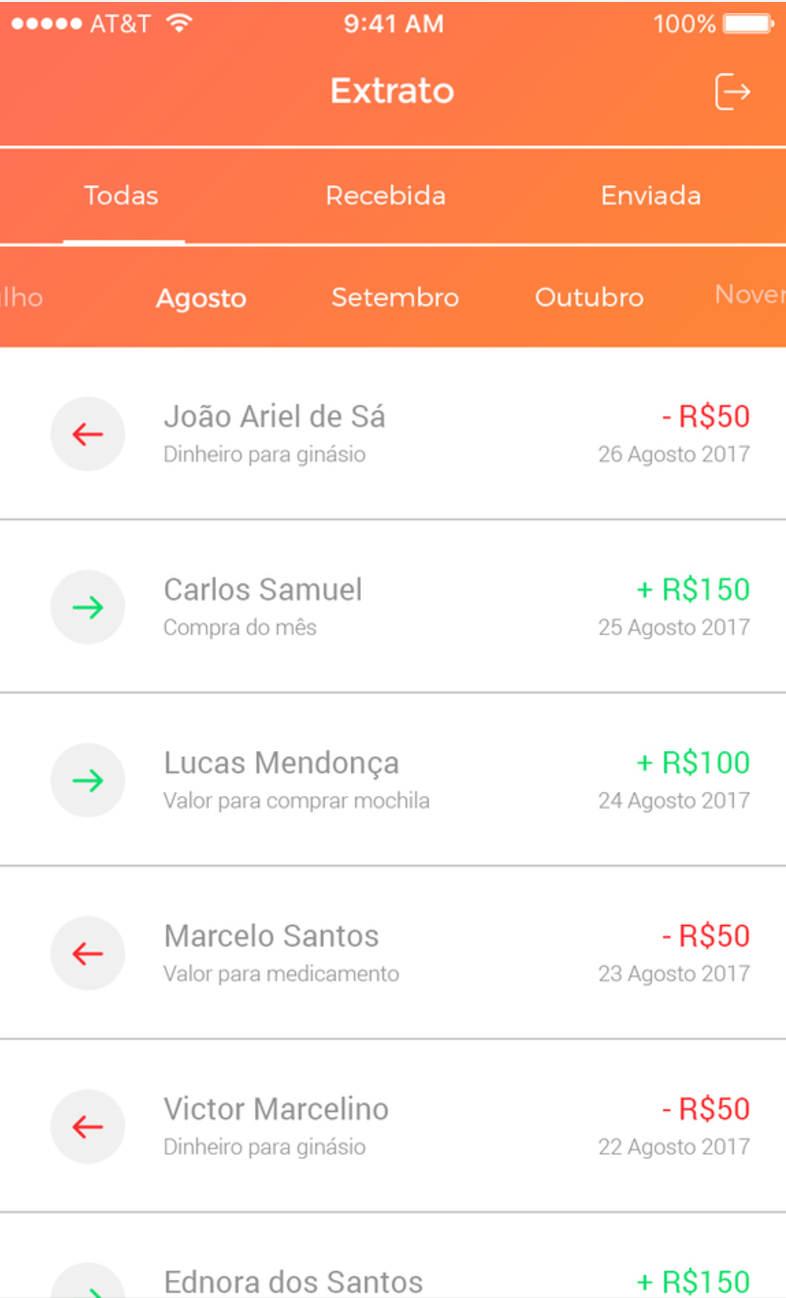 AT&T 9:41 AM 100%
Extrato
Todas Recebida Enviada
lho Agosto Setembro Outubro Nover
João Ariel de Sá - R$50
Dinheiro para ginásio 26 Agosto 2017
Carlos Samuel + R$150
Compra do mês 25 Agosto 2017
Lucas Mendonça + R$100
Valor para comprar mochila 24 Agosto 2017
Marcelo Santos - R$50
Valor para medicamento 23 Agosto 2017
Victor Marcelino - R$50
Dinheiro para ginásio 22 Agosto 2017
Ednora dos Santos + R$150